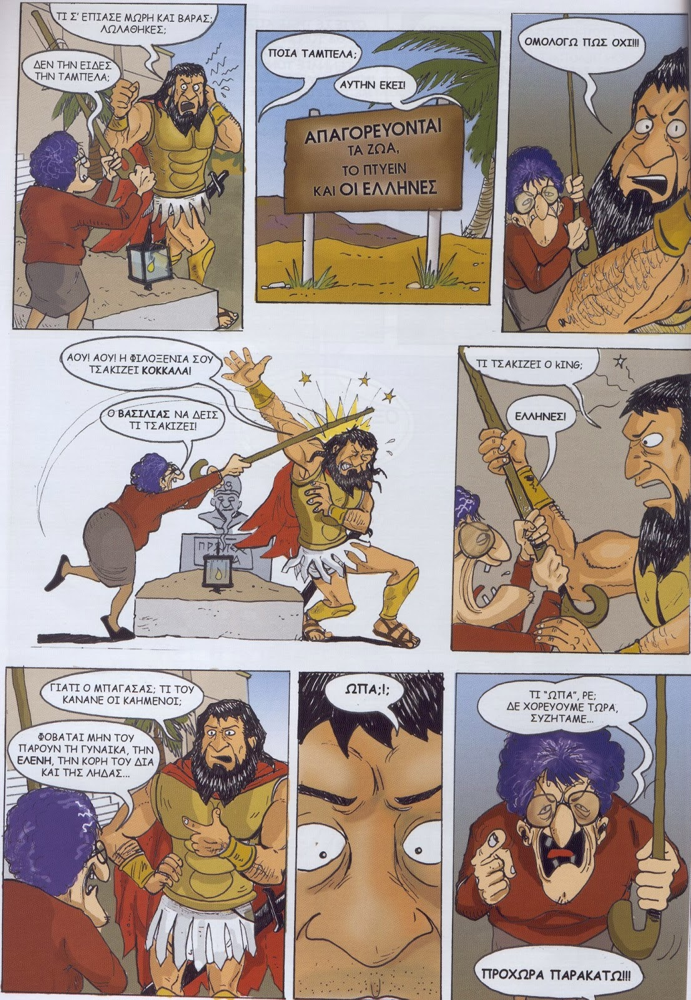 ΤΙ Σ' ΕΠΙΑΣΕ ΜΩΡΗ ΚΑΙ ΒΑΡΑΣ;
ΛΩΛΑΘΗΚΕΣ;
ΔΕΝ ΤΗΝ ΕΙΔΕΣ
ΤΗΝ ΤΑΜΠΕΛΑ;
ΠΟΙΑ ΤΑΜΠΕΛΑ;
ΑΥΤΗΝ ΕΚΕΙ!
ΑΠΑΓΟΡΕΥΟΝΤΑΙ
ΤΑ ΖΩΑ,
ΤΟ ΠΤΥΕΙΝ
ΚΑΙ ΟΙ ΕΛΛΗΝΕΣ
ΟΜΟΛΟΓΩ ΠΩΣ ΟΧΙ!!!
ΑΟΥ! ΑΟΥ! Η ΦΙΛΟΞΕΝΙΑ ΣΟΥ
ΤΣΑΚΙΖΕΙ ΚΟΚΚΑΛΑ!
Ο ΒΑΣΙΛΙΑΣ ΝΑ ΔΕΙΣ
ΤΙ ΤΣΑΚΙΖΕΙ!
ΤΙ ΤΣΑΚΙΖΕΙ Ο kING;
ΕΛΛΗΝΕΣ!
ΓΙΑΤΙ Ο ΜΠΑΓΑΣΑΣ; ΤΙ ΤΟΥ
ΚΑΝΑΝΕ ΟΙ ΚΑΗΜΕΝΟΙ;
ΦΟΒΑΤΑΙ ΜΗΝ ΤΟΥ
ΠΑΡΟΥΝ ΤΗ ΓΥΝΑΙΚΑ, ΤΗΝ
ΕΛΕΝΗ, ΤΗΝ ΚΟΡΗ ΤΟΥ ΔΙΑ
ΚΑΙ ΤΗΣ ΛΗΔΑΣ...
ΩΠΑ;!;
ΤΙ "ΩΠΑ", ΡΕ;
ΔΕ ΧΟΡΕΥΟΥΜΕ ΤΩΡΑ,
ΣΥΖΗΤΑΜΕ...
ΠΡΟΧΩΡΑ ΠΑΡΑΚΑΤΩ!!!